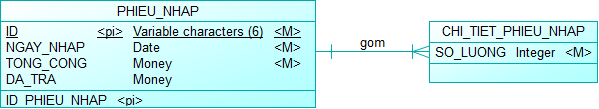 PHIEU_NHAP
ID <pi> Variable characters (6) <M>
NGAY_NHAP Date <M>
TONG_CONG Money <M>
DA_TRA Money
ID_PHIEU_NHAP <pi>
gom
CHI_TIET_PHIEU_NHAP
SO_LUONG Integer <M>